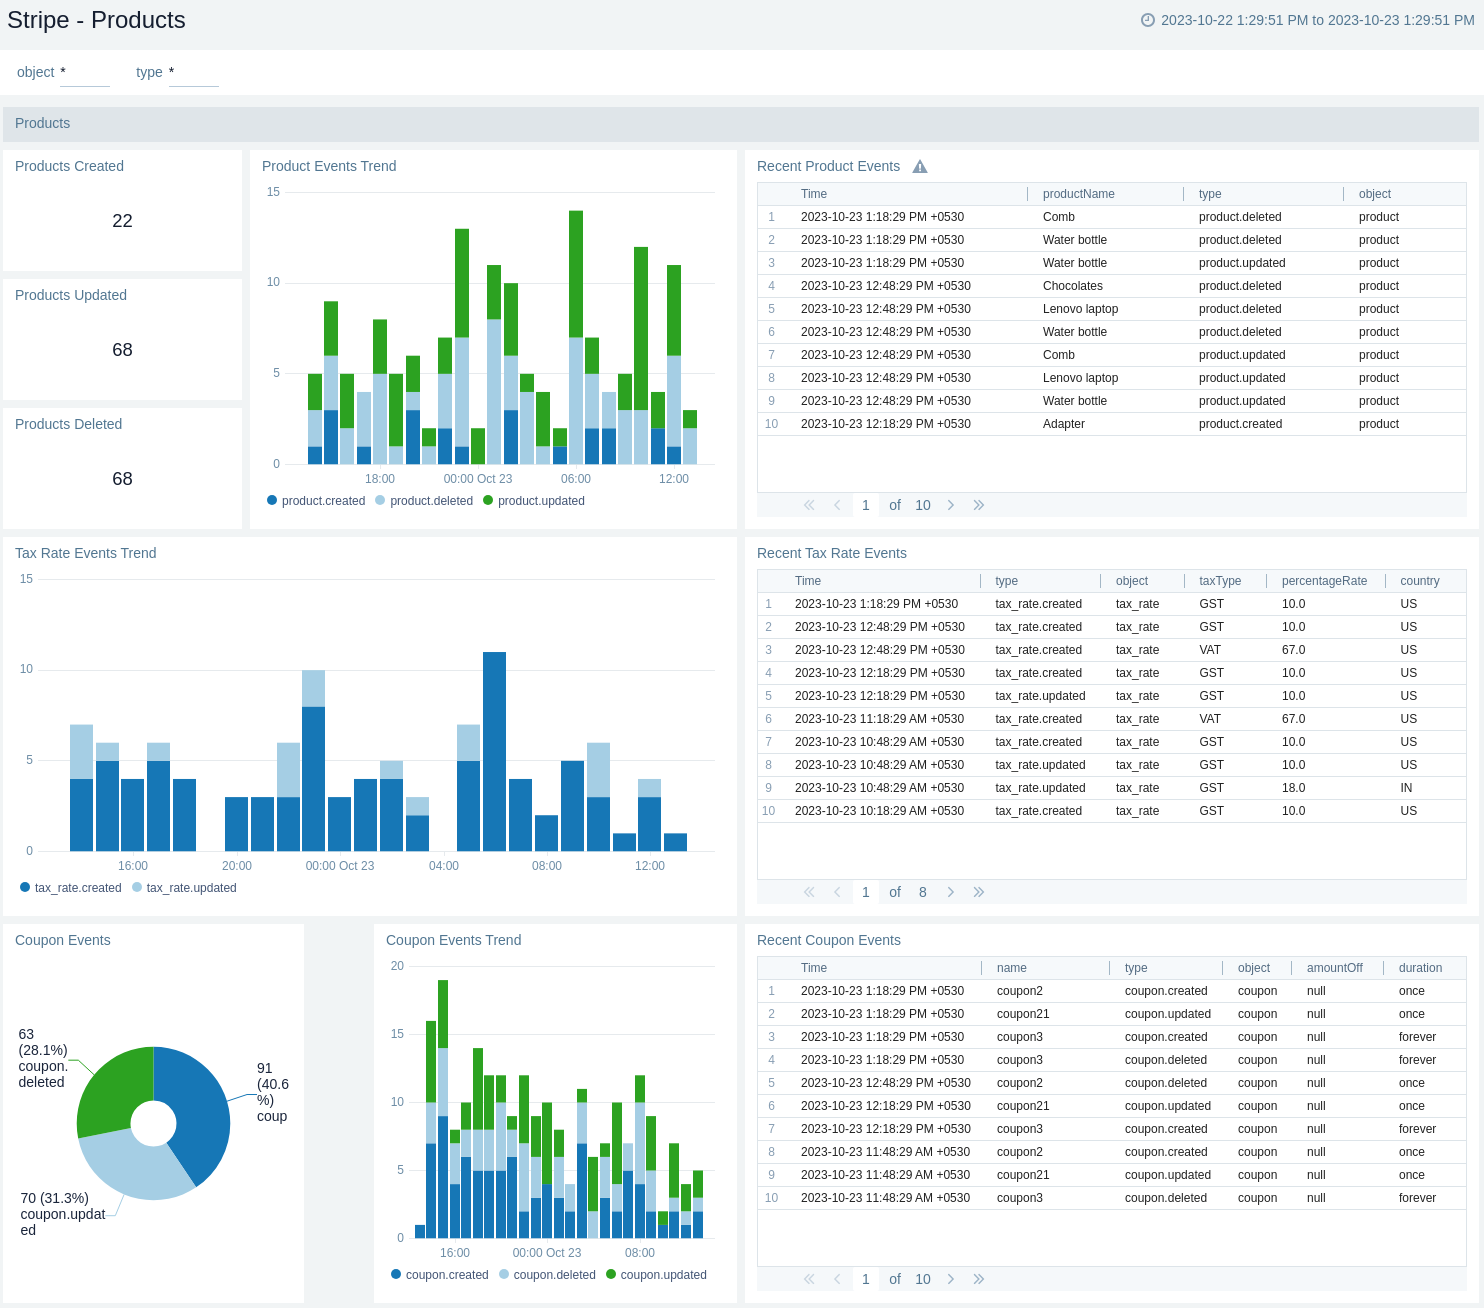 Stripe - Products
2023-10-22 1:29:51 PM to 2023-10-23 1:29:51 PM
object *
type *
Products
Products Created
22
Products Updated
68
Products Deleted
68
Product Events Trend
15
10
5
0
18:00 00:00 Oct 23 06:00 12:00
product.created product.deleted product.updated
Recent Product Events
Time productName type object
1 2023-10-23 1:18:29 PM +0530 Comb product.deleted product
2 2023-10-23 1:18:29 PM +0530 Water bottle product.deleted product
3 2023-10-23 1:18:29 PM +0530 Water bottle product.updated product
4 2023-10-23 12:48:29 PM +0530 Chocolates product.deleted product
5 2023-10-23 12:48:29 PM +0530 Lenovo laptop product.deleted product
6 2023-10-23 12:48:29 PM +0530 Water bottle product.deleted product
7 2023-10-23 12:48:29 PM +0530 Comb product.updated product
8 2023-10-23 12:48:29 PM +0530 Lenovo laptop product.updated product
9 2023-10-23 12:48:29 PM +0530 Water bottle product.updated product
10 2023-10-23 12:18:29 PM +0530 Adapter product.created product
1 of 10
Tax Rate Events Trend
15
10
5
0
16:00 20:00 00:00 Oct 23 04:00 08:00 12:00
tax_rate.created tax_rate.updated
Recent Tax Rate Events
Time type object taxType percentageRate country
1 2023-10-23 1:18:29 PM +0530 tax_rate.created tax_rate GST 10.0 US
2 2023-10-23 12:48:29 PM +0530 tax_rate.created tax_rate GST 10.0 US
3 2023-10-23 12:48:29 PM +0530 tax_rate.created tax_rate VAT 67.0 US
4 2023-10-23 12:18:29 PM +0530 tax_rate.created tax_rate GST 10.0 US
5 2023-10-23 12:18:29 PM +0530 tax_rate.updated tax_rate GST 10.0 US
6 2023-10-23 11:18:29 AM +0530 tax_rate.created tax_rate VAT 67.0 US
7 2023-10-23 10:48:29 AM +0530 tax_rate.created tax_rate GST 10.0 US
8 2023-10-23 10:48:29 AM +0530 tax_rate.updated tax_rate GST 10.0 US
9 2023-10-23 10:48:29 AM +0530 tax_rate.updated tax_rate GST 18.0 IN
10 2023-10-23 10:18:29 AM +0530 tax_rate.created tax_rate GST 10.0 US
1 of 8
Coupon Events
63
(28.1%)
coupon.
deleted
91
(40.6
%)
coup
70 (31.3%)
coupon.updat
ed
Coupon Events Trend
20
15
10
5
0
16:00 00:00 Oct 23 08:00
coupon.created coupon.deleted coupon.updated
Recent Coupon Events
Time name type object amountOff duration
1 2023-10-23 1:18:29 PM +0530 coupon2 coupon.created coupon null once
2 2023-10-23 1:18:29 PM +0530 coupon21 coupon.updated coupon null once
3 2023-10-23 1:18:29 PM +0530 coupon3 coupon.created coupon null forever
4 2023-10-23 1:18:29 PM +0530 coupon3 coupon.deleted coupon null forever
5 2023-10-23 12:48:29 PM +0530 coupon2 coupon.deleted coupon null once
6 2023-10-23 12:18:29 PM +0530 coupon21 coupon.updated coupon null once
7 2023-10-23 12:18:29 PM +0530 coupon3 coupon.created coupon null forever
8 2023-10-23 11:48:29 AM +0530 coupon2 coupon.created coupon null once
9 2023-10-23 11:48:29 AM +0530 coupon21 coupon.updated coupon null once
10 2023-10-23 11:48:29 AM +0530 coupon3 coupon.deleted coupon null forever
1 of 10